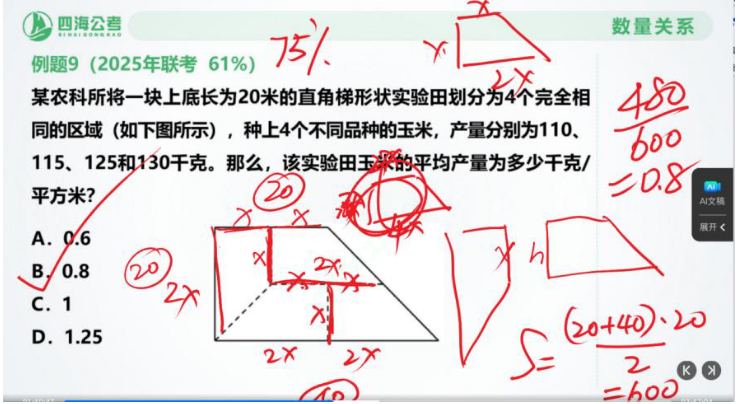 四海公考
SIHAIGONGKAO
数量关系
例题9（2025年联考 61%）
75%
x
x
2x
某农科所将一块上底长为20米的直角梯形状实验田划分为4个完全相
同的区域（如下图所示），种上4个不同品种的玉米，产量分别为110、
115、125和130千克。那么，该实验田玉米的平均产量为多少千克/
平方米？
480
600
=0.8
AI
AI文稿
展开
A. 0.6
B. 0.8
C. 1
D. 1.25
20
x
x
20
2x
x
2x
x
x
x
2x
2x
x
h
S=
(20+40)·20
2
=600